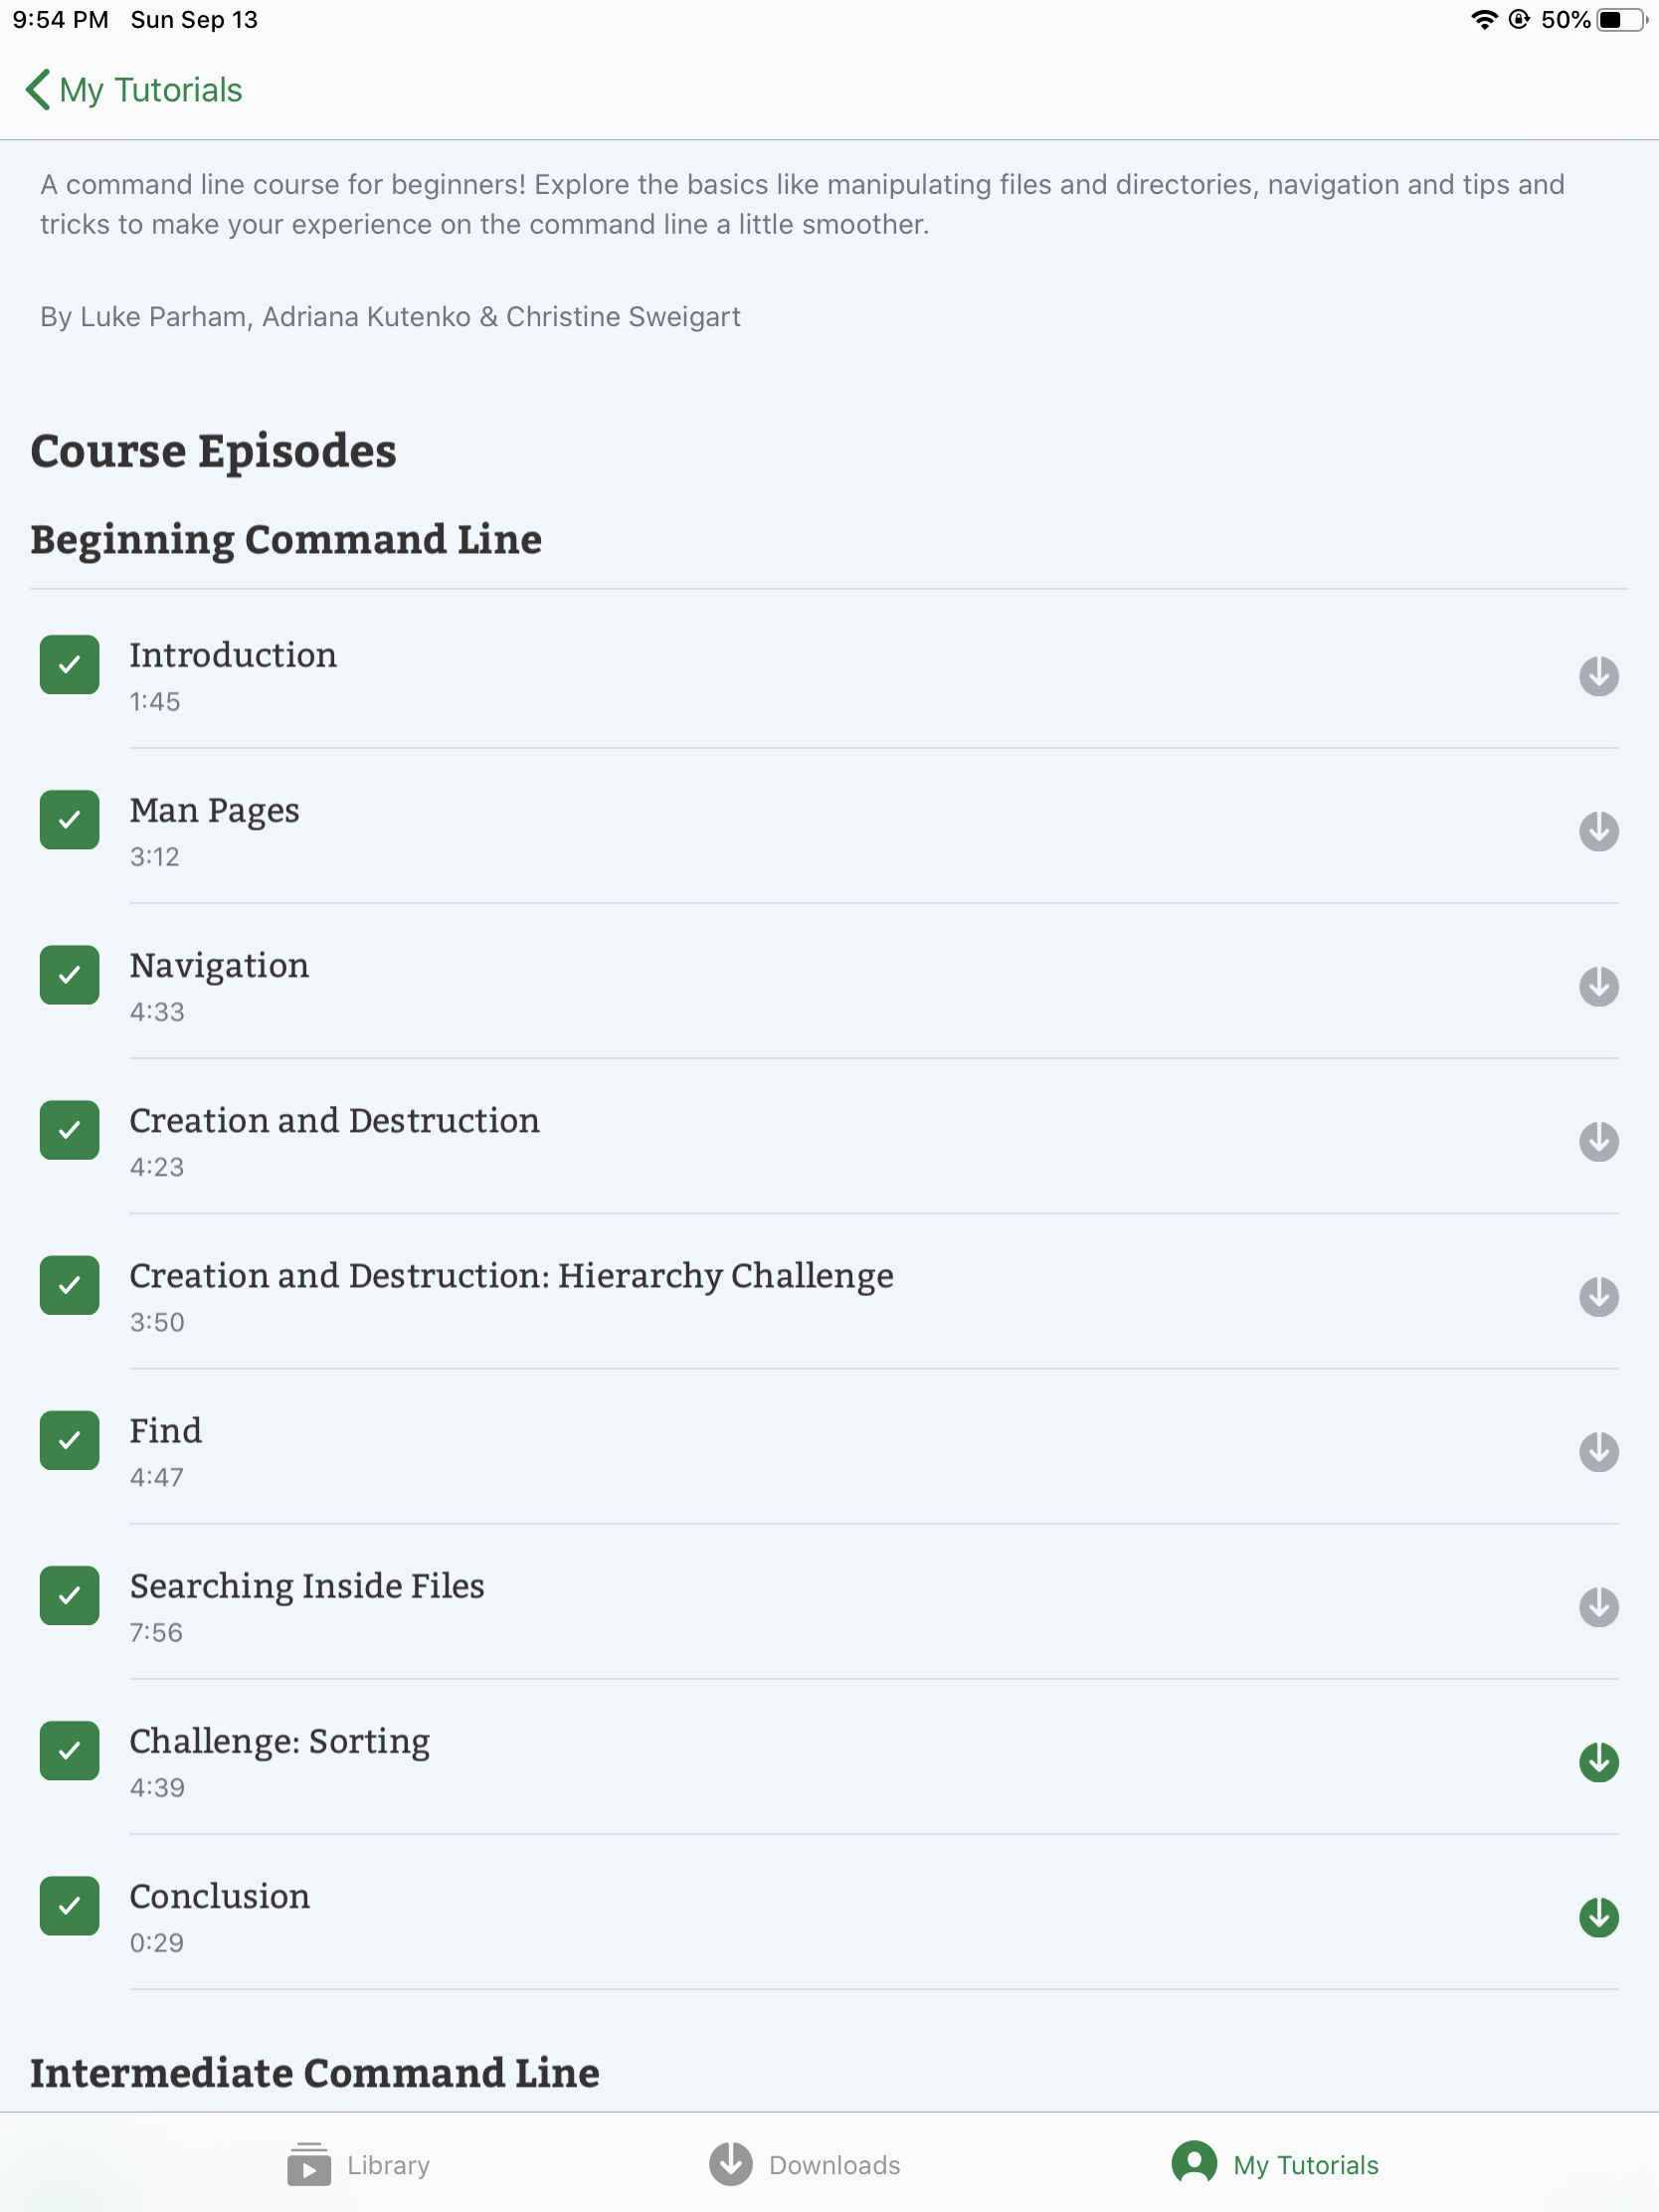 9:54 PM Sun Sep 13 50%
My Tutorials
A command line course for beginners! Explore the basics like manipulating files and directories, navigation and tips and
tricks to make your experience on the command line a little smoother.
By Luke Parham, Adriana Kutenko & Christine Sweigart
Course Episodes
Beginning Command Line
Introduction
1:45
Man Pages
3:12
Navigation
4:33
Creation and Destruction
4:23
Creation and Destruction: Hierarchy Challenge
3:50
Find
4:47
Searching Inside Files
7:56
Challenge: Sorting
4:39
Conclusion
0:29
Intermediate Command Line
Library Downloads My Tutorials